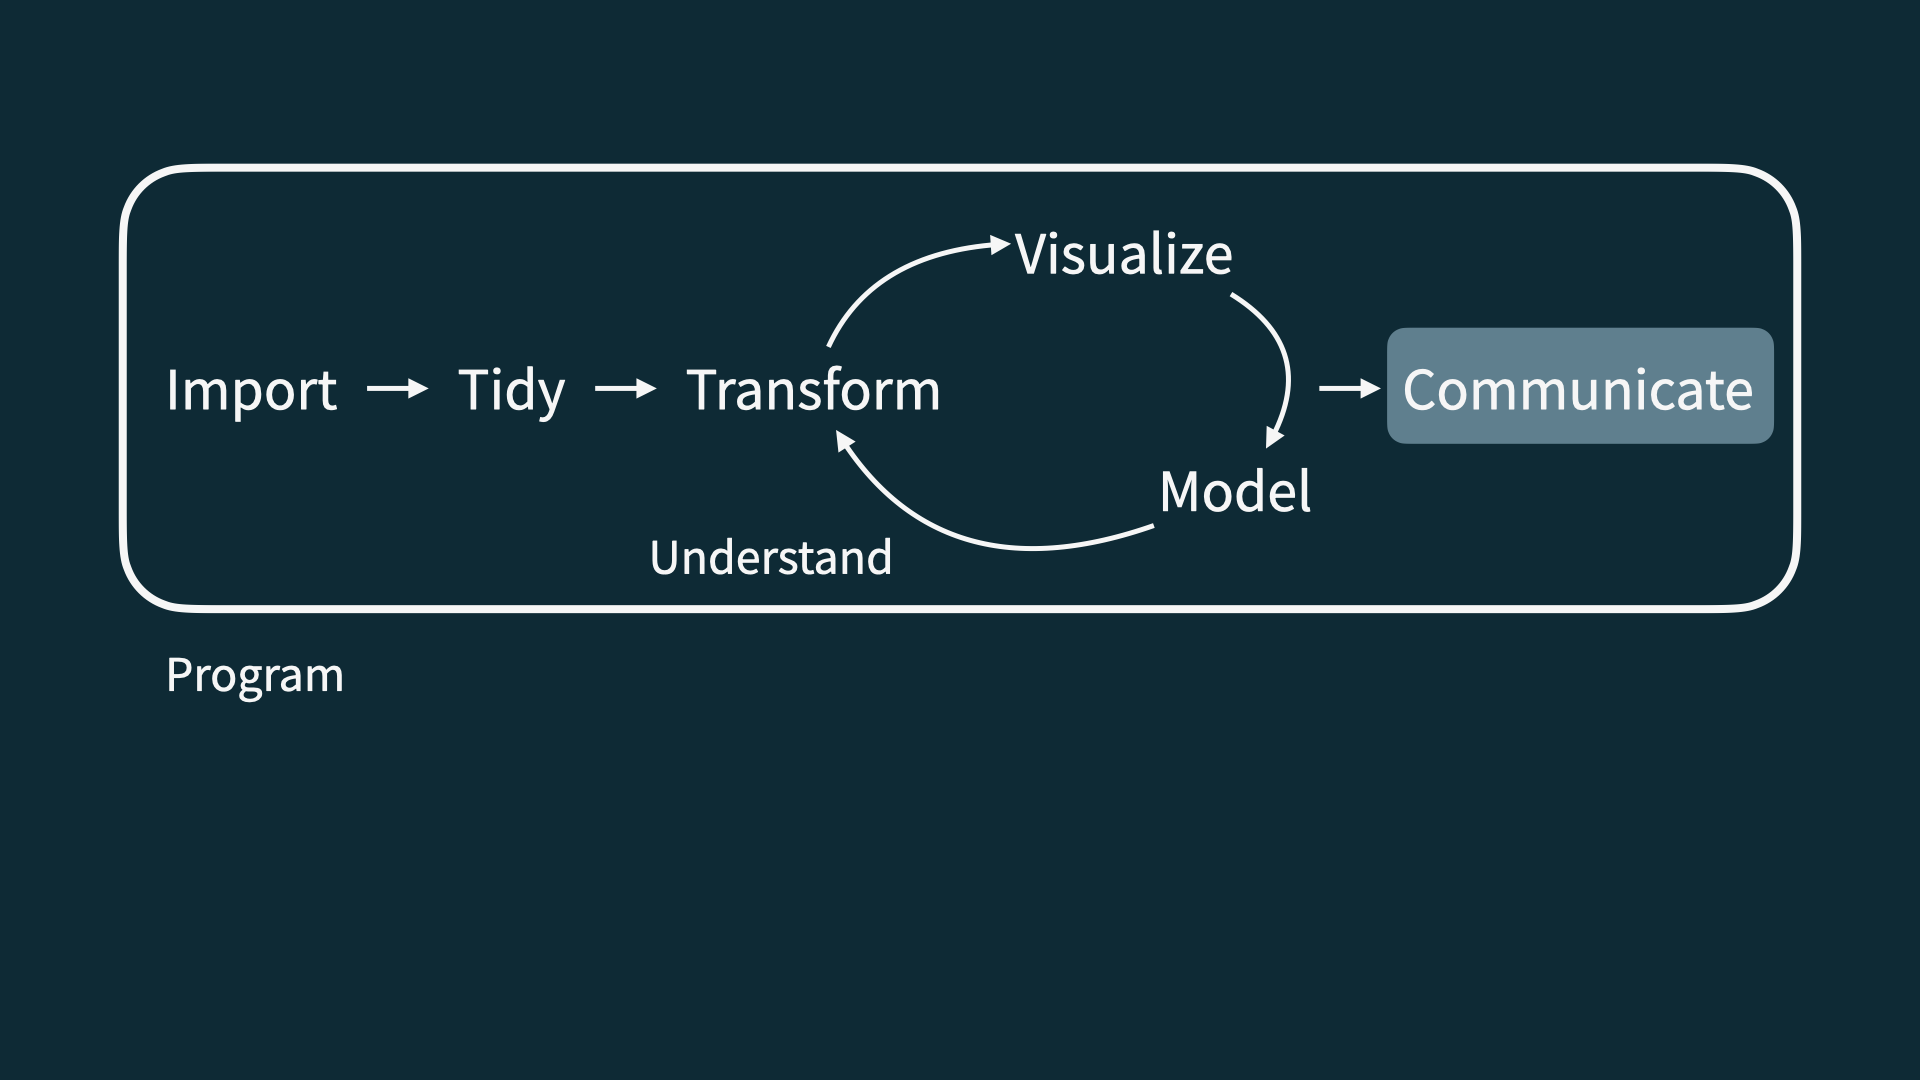 Import
Tidy
Transform
Visualize
Model
Understand
Communicate
Program